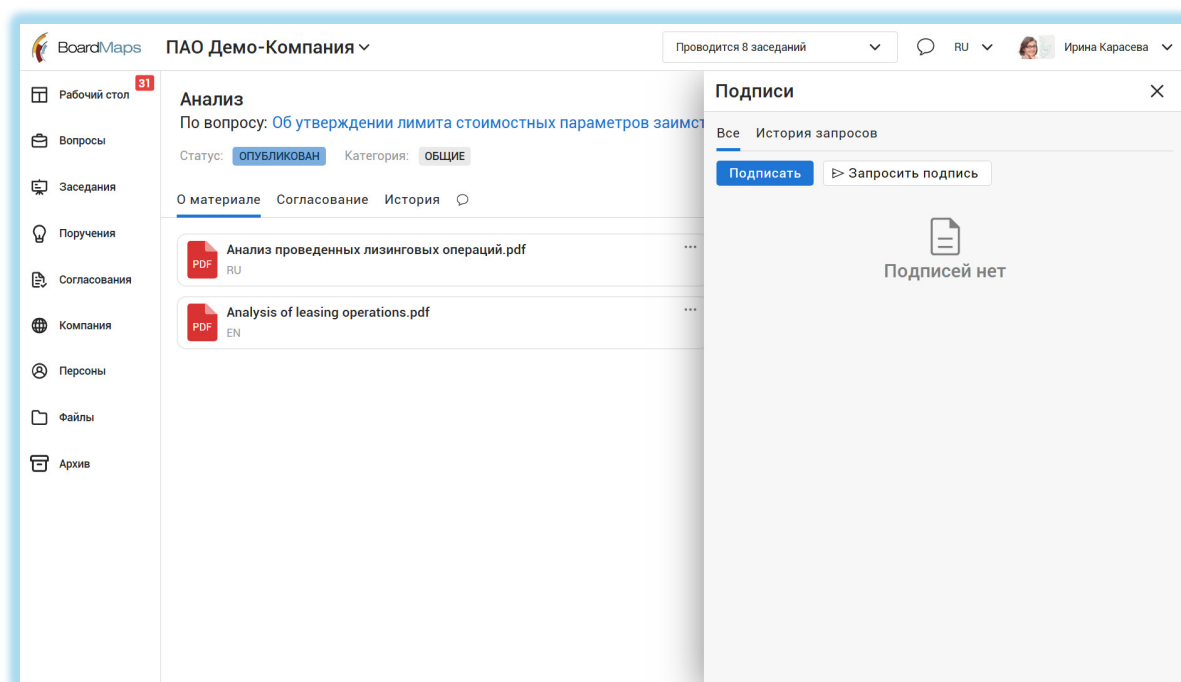 BoardMaps
ПАО Демо-Компания
Проводится 8 заседаний
RU
Ирина Карасева
Рабочий стол
31
Вопросы
Заседания
Поручения
Согласования
Компания
Персоны
Файлы
Архив
Анализ
По вопросу: Об утверждении лимита стоимостных параметров заимст
Статус: ОПУБЛИКОВАН Категория: ОБЩИЕ
О материале Согласование История
PDF
Анализ проведенных лизинговых операций.pdf
RU
PDF
Analysis of leasing operations.pdf
EN
Подписи
Все История запросов
Подписать Запросить подпись
Подписей нет